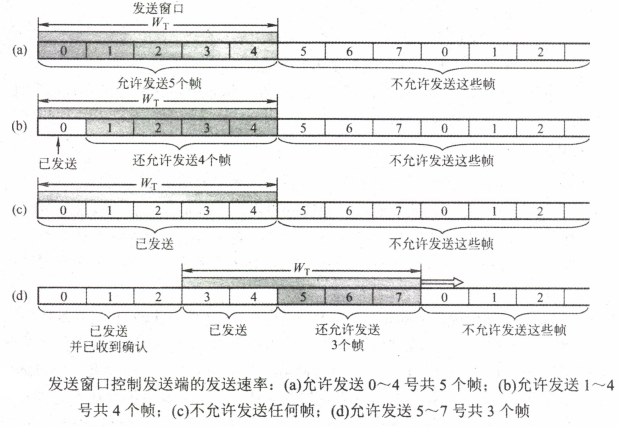 发送窗口
W_T
(a) 0 1 2 3 4 5 6 7 0 1 2
允许发送5个帧 不允许发送这些帧
W_T
(b) 0 1 2 3 4 5 6 7 0 1 2
已发送 还允许发送4个帧 不允许发送这些帧
W_T
(c) 0 1 2 3 4 5 6 7 0 1 2
已发送 不允许发送这些帧
W_T
(d) 0 1 2 3 4 5 6 7 0 1 2
已发送 已发送 还允许发送 不允许发送这些帧
并已收到确认 3个帧
发送窗口控制发送端的发送速率：(a)允许发送 0～4 号共 5 个帧；(b)允许发送 1～4
号共 4 个帧；(c)不允许发送任何帧；(d)允许发送 5～7 号共 3 个帧